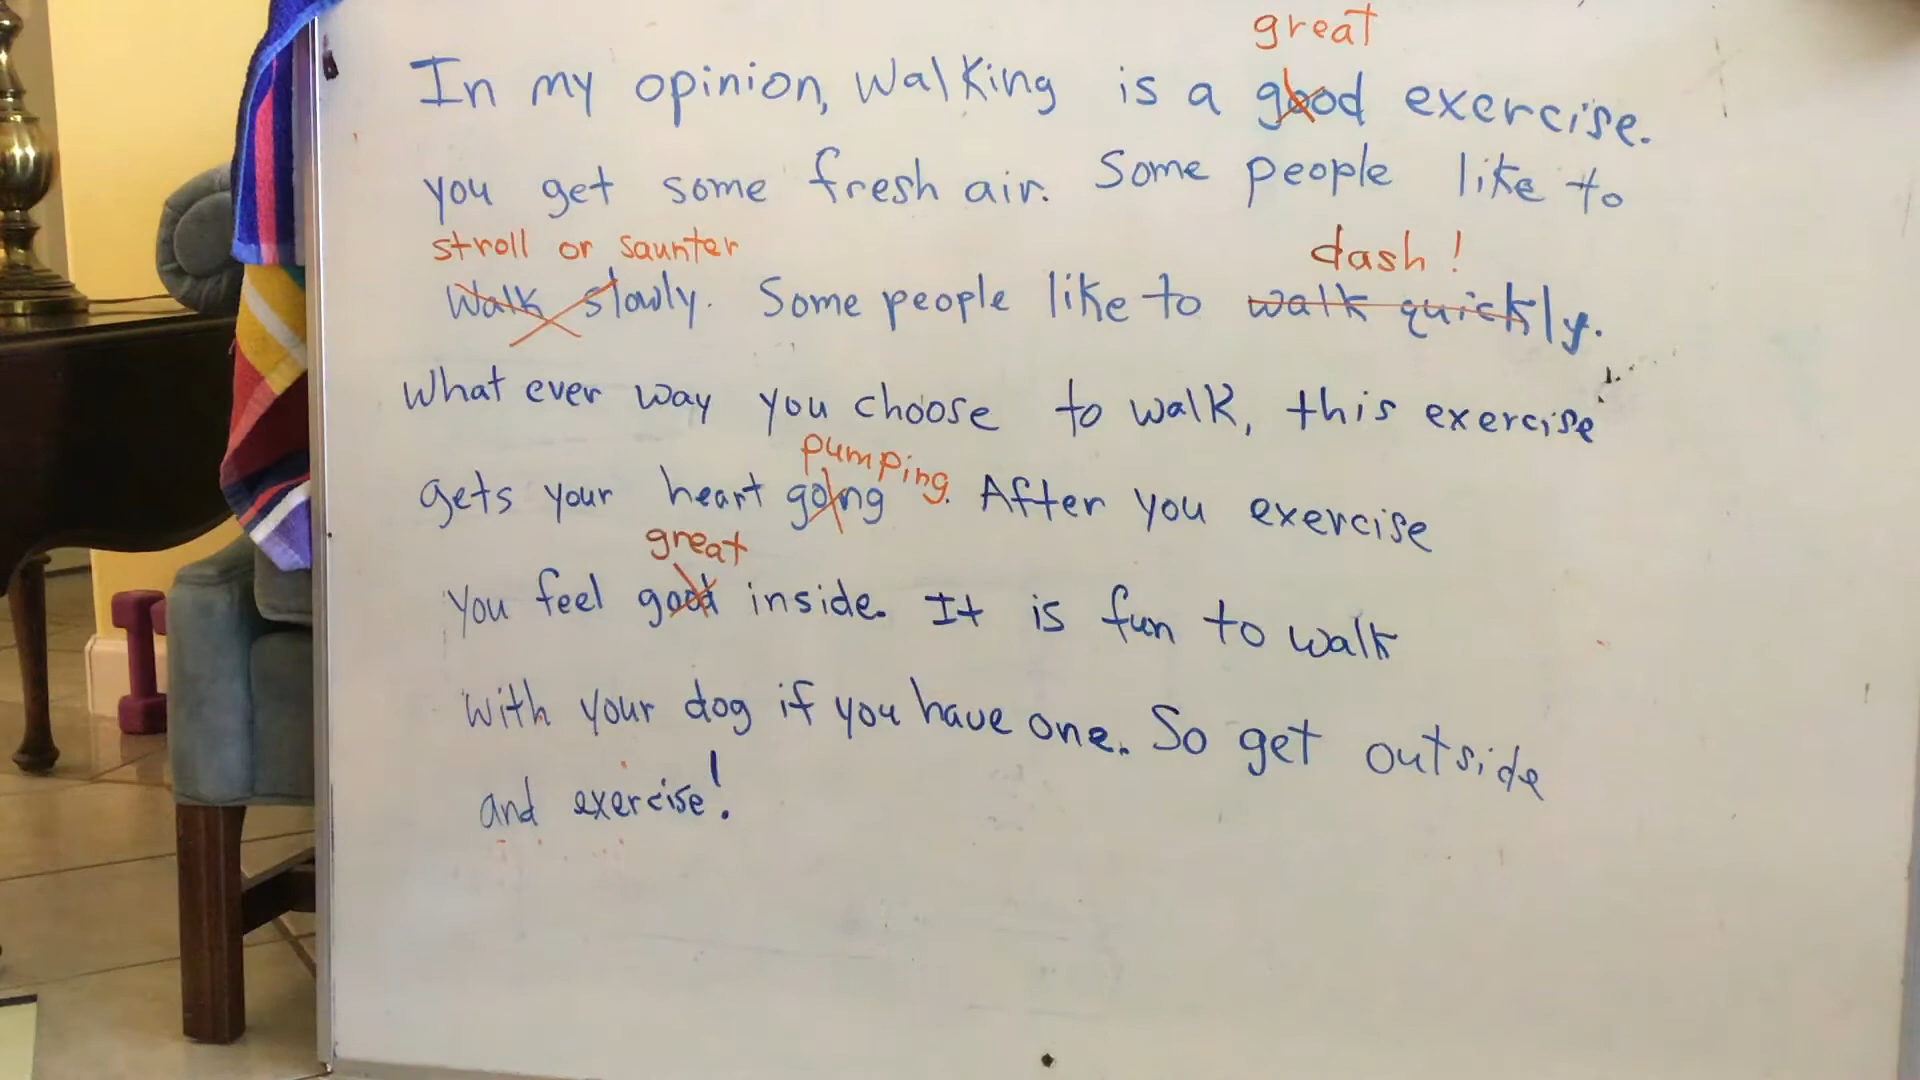 great
In my opinion, walking is a good exercise.
you get some fresh air. Some people like to
stroll or saunter dash!
Walk slowly. Some people like to walk quickly.
What ever way you choose to walk, this exercise
pumping.
gets your heart going After you exercise
great
you feel good inside. It is fun to walk
with your dog if you have one. So get outside
and exercise!